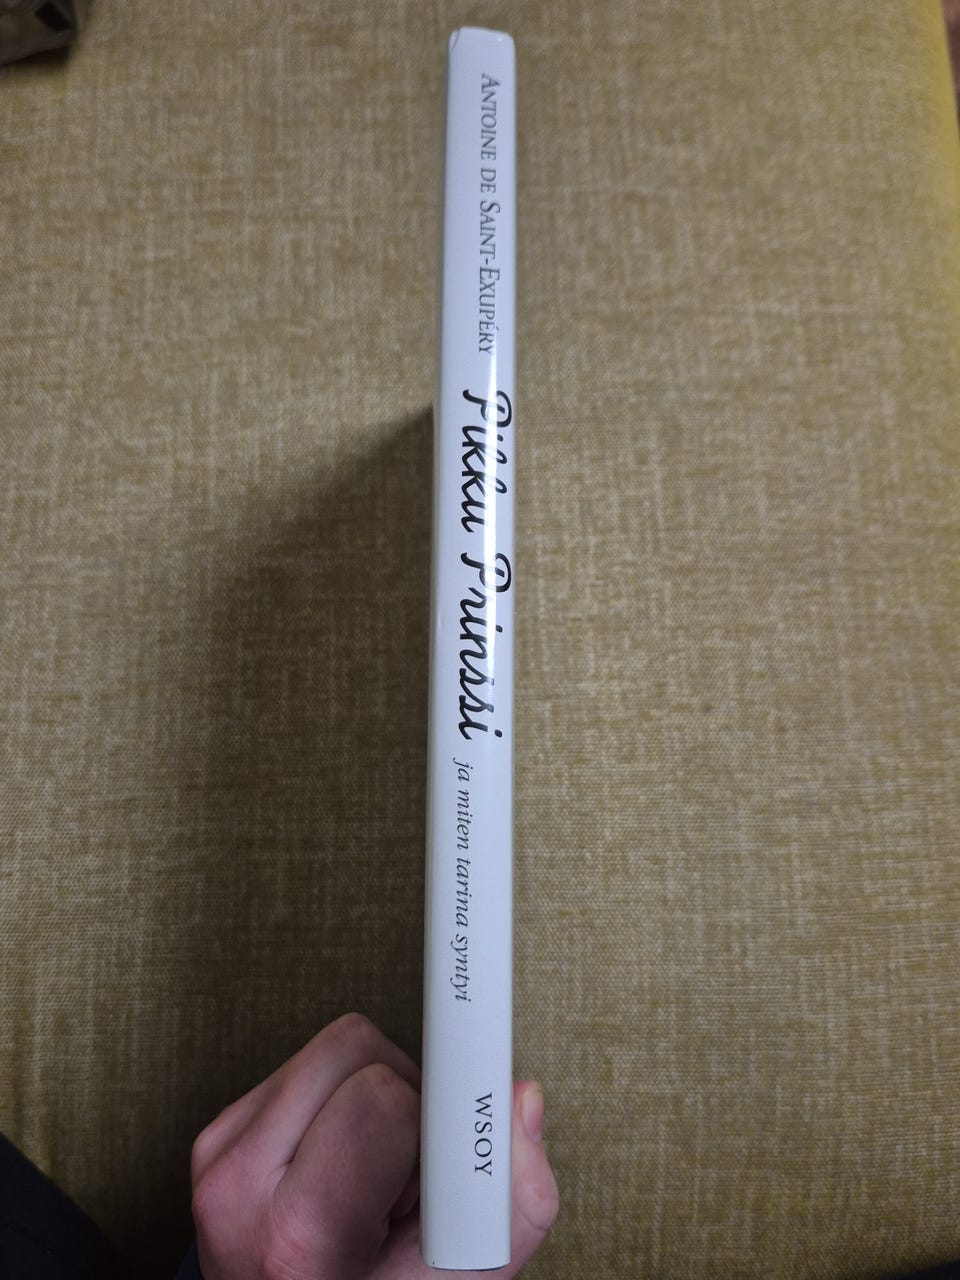 ANTOINE DE SAINT-EXUPÉRY
Pikku Prinssi
ja miten tarina syntyi
WSOY